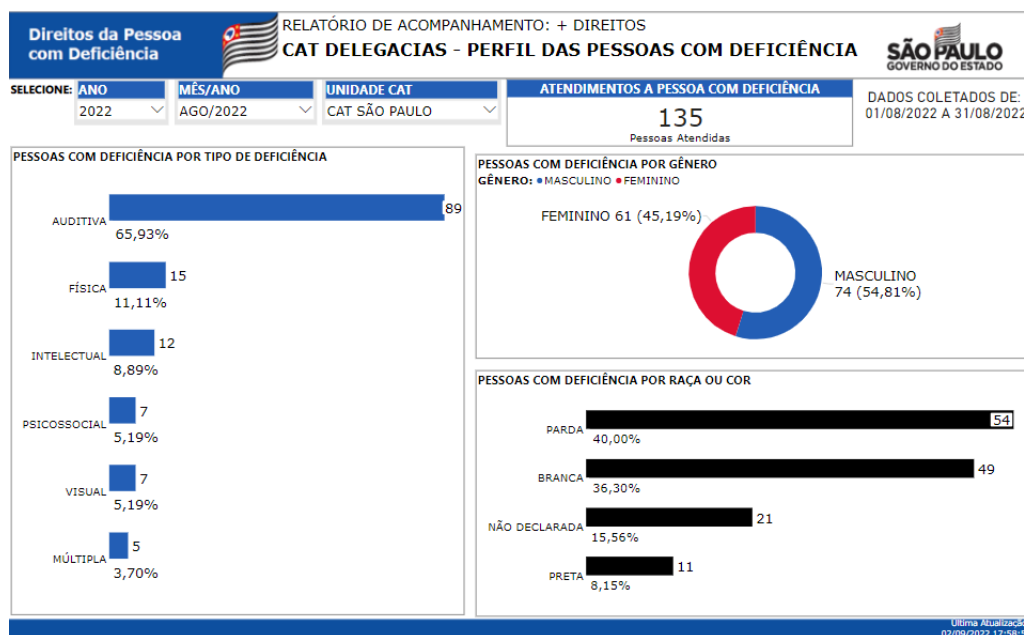 Direitos da Pessoa
com Deficiência
RELATÓRIO DE ACOMPANHAMENTO: + DIREITOS
CAT DELEGACIAS - PERFIL DAS PESSOAS COM DEFICIÊNCIA
SÃO PAULO
GOVERNO DO ESTADO
SELECIONE:
ANO
2022
MÊS/ANO
AGO/2022
UNIDADE CAT
CAT SÃO PAULO
ATENDIMENTOS A PESSOA COM DEFICIÊNCIA
135
Pessoas Atendidas
DADOS COLETADOS DE:
01/08/2022 A 31/08/2022
PESSOAS COM DEFICIÊNCIA POR TIPO DE DEFICIÊNCIA
AUDITIVA
89
65,93%
FÍSICA
15
11,11%
INTELECTUAL
12
8,89%
PSICOSSOCIAL
7
5,19%
VISUAL
7
5,19%
MÚLTIPLA
5
3,70%
PESSOAS COM DEFICIÊNCIA POR GÊNERO
GÊNERO: MASCULINO FEMININO
FEMININO 61 (45,19%)
MASCULINO
74 (54,81%)
PESSOAS COM DEFICIÊNCIA POR RAÇA OU COR
PARDA
54
40,00%
BRANCA
49
36,30%
NÃO DECLARADA
21
15,56%
PRETA
11
8,15%
Última Atualização
02/09/2022